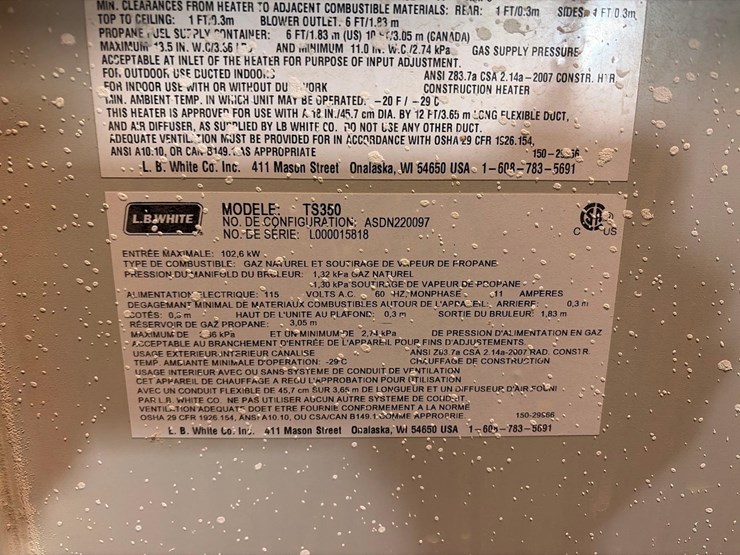 MIN. CLEARANCES FROM HEATER TO ADJACENT COMBUSTIBLE MATERIALS: REAR: 1 FT/0.3m SIDES 1 FT 0.3m,
TOP TO CEILING: 1 FT. 0.3m BLOWER OUTLET: 6 FT/1.83 m
PROPANE FUEL SUPPLY CONTAINER: 6 FT/1.83 m (US) 10 FT/3.05 m (CANADA)
MAXIMUM 13.5 IN. W.C/3.36 AND MINIMUM 11.0 IN. W.C./2.74 kPa GAS SUPPLY PRESSURE
ACCEPTABLE AT INLET OF THE HEATER FOR PURPOSE OF INPUT ADJUSTMENT.
FOR OUTDOOR USE DUCTED INDOORS ANSI Z83.7a CSA 2.14a-2007 CONSTR. HTR
FOR INDOOR USE WITH OR WITHOUT DUCTWORK CONSTRUCTION HEATER
MIN. AMBIENT TEMP. IN WHICH UNIT MAY BE OPERATED: -20 F / -29 C
THIS HEATER IS APPROVED FOR USE WITH A 18 IN./45.7 cm DIA. BY 12 FT/3.65 m LONG FLEXIBLE DUCT,
AND AIR DIFFUSER, AS SUPPLIED BY LB WHITE CO. DO NOT USE ANY OTHER DUCT.
ADEQUATE VENTILATION MUST BE PROVIDED FOR IN ACCORDANCE WITH OSHA 29 CFR 1926.154,
ANSI A10.10, OR CAN B149.1 AS APPROPRIATE 150-29
L. B. White Co. Inc. 411 Mason Street Onalaska, WI 54650 USA 1-608-783-5691
L.B. WHITE
MODELE: TS350
NO. DE CONFIGURATION: ASDN220097
NO. DE SERIE: L000015818
C US
ENTRÉE MAXIMALE: 102,6 kW
TYPE DE COMBUSTIBLE: GAZ NATUREL ET SOUTIRAGE DE VAPEUR DE PROPANE
PRESSION DU MANIFOLD DU BRULEUR: 1,32 kPa GAZ NATUREL
1,30 kPa SOUTIRAGE DE VAPEUR DE PROPANE
ALIMENTATION ELECTRIQUE: 115 VOLTS A.C. 60 HZ, MONPHASÉ 11 AMPÈRES
DEGAGEMANT MINIMAL DE MATERIAUX COMBUSTIBLES AUTOUR DE L'APPAREIL: ARRIERE: 0,3 m
COTÉS: 0,3 m HAUT DE L'UNITE AU PLAFOND: 0,3 m SORTIE DU BRULEUR: 1,83 m
RÉSERVOIR DE GAZ PROPANE: 3,05 m
MAXIMUM DE kPa ET UN MINIMUM DE 2,74 kPa DE PRESSION D'ALIMENTATION EN GAZ
ACCEPTABLE AU BRANCHEMENT D'ENTRÉE DE L'APPAREIL POUR FINS D'ADJUSTEMENTS
USAGE EXTERIEUR INTERIEUR CANALISE ANSI Z83.7a CSA 2.14a-2007 RAD. CONSTR.
TEMP. AMBIANTE MINIMALE D'OPERATION: -29 C CHAUFFAGE DE CONSTRUCTION
USAGE INTERIEUR AVEC OU SANS SYSTEME DE CONDUIT DE VENTILATION
CET APPAREIL DE CHAUFFAGE A REÇU L'APPROBATION POUR UTILISATION
AVEC UN CONDUIT FLEXIBLE DE 45,7 cm SUR 3,65 m DE LONGUEUR ET UN DIFFUSEUR D'AIR FOURNI
PAR L.B. WHITE CO. NE PAS UTILISER AUCUN AUTRE SYSTEME DE CONDUIT.
VENTILATION ADEQUATE DOET ETRE FOURNIE CONFORMEMENT A LA NORME
OSHA 29 CFR 1926.154, ANSI A10.10, OU CSA/CAN B149.1 COMME APPROPRIE 150-29C66
L. B. White Co. Inc. 411 Mason Street Onalaska, WI 54650 USA 1-608-783-5691